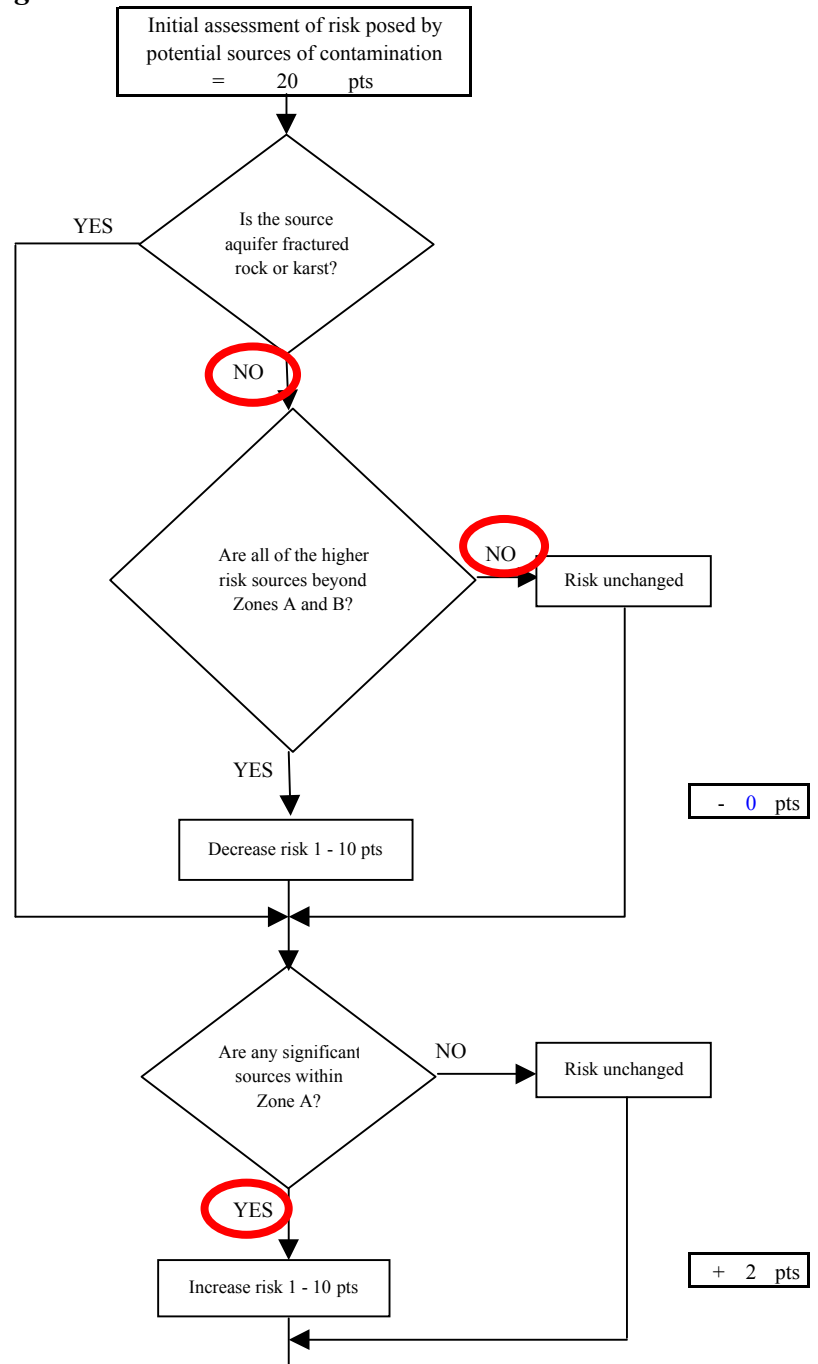 g
Initial assessment of risk posed by
potential sources of contamination
= 20 pts
YES
Is the source
aquifer fractured
rock or karst?
NO
Are all of the higher
risk sources beyond
Zones A and B?
NO
Risk unchanged
YES
- 0 pts
Decrease risk 1 - 10 pts
Are any significant
sources within
Zone A?
NO
Risk unchanged
YES
Increase risk 1 - 10 pts
+ 2 pts